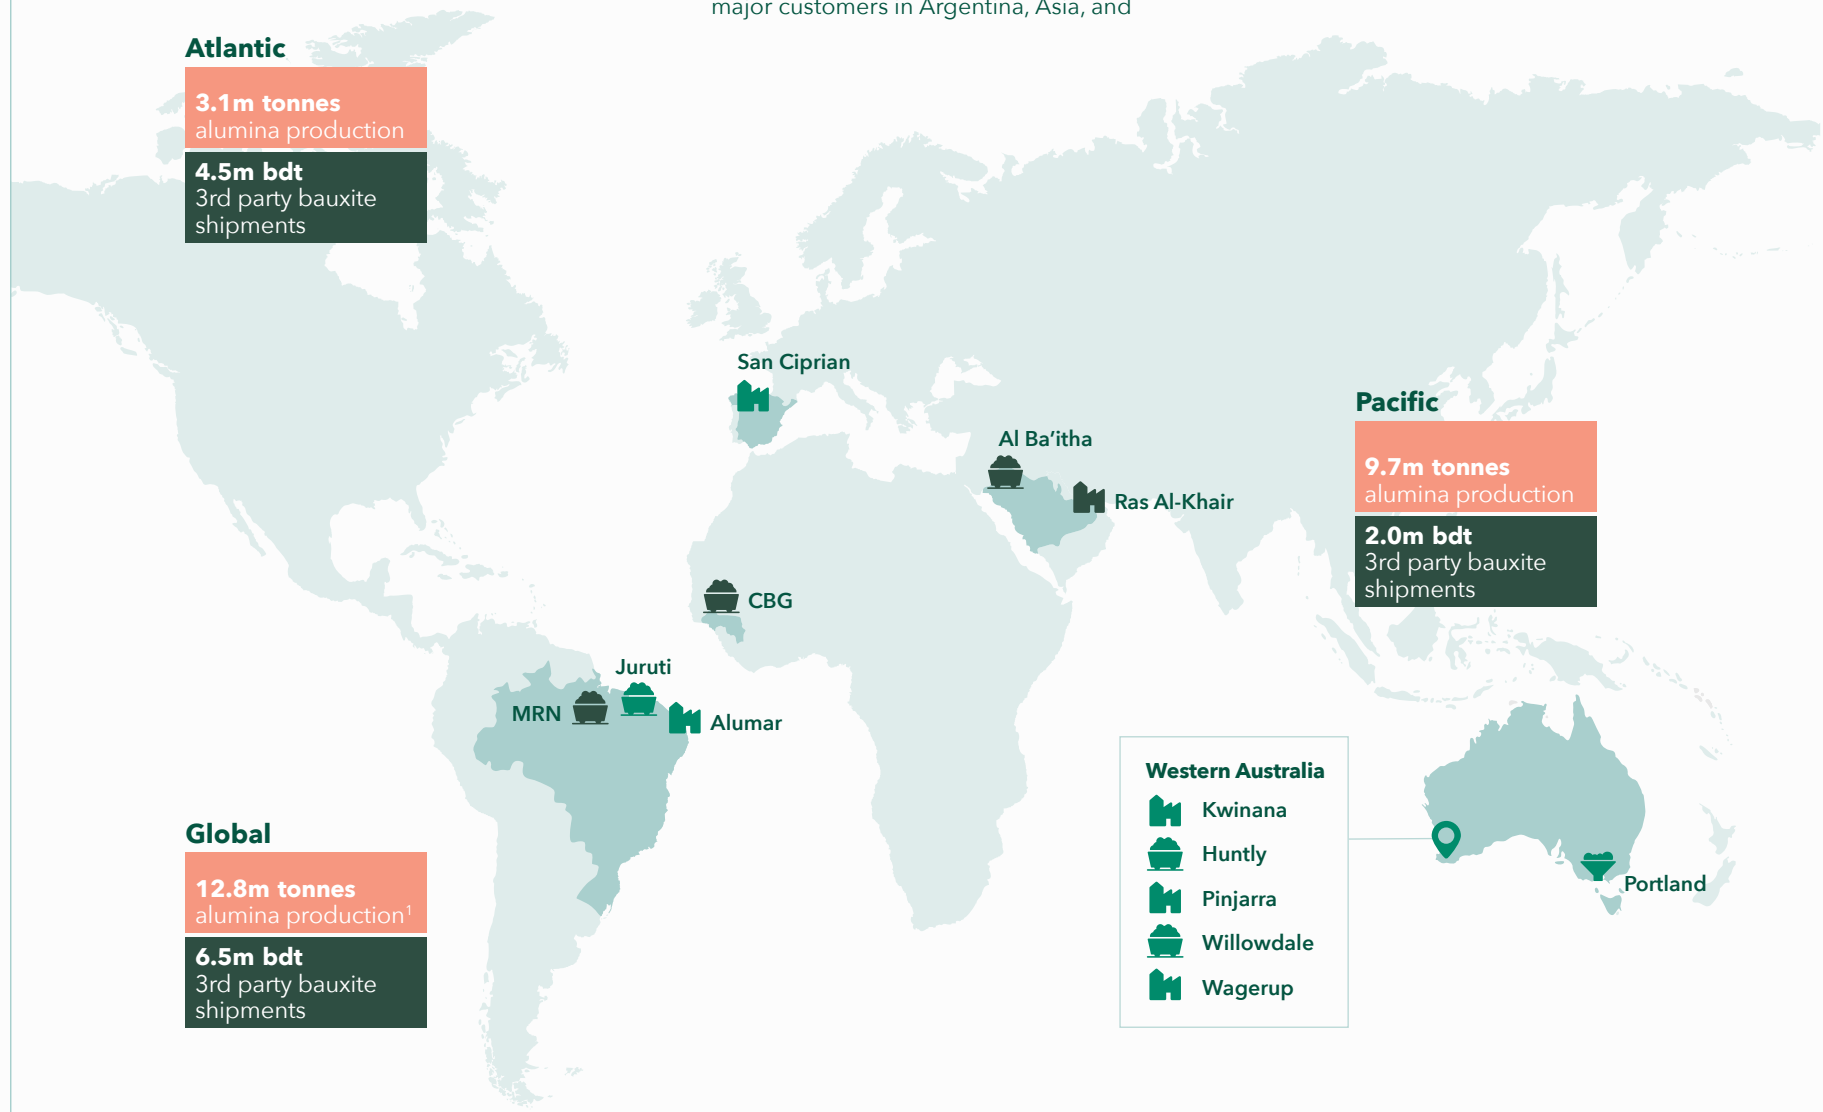 major customers in Argentina, Asia, and
Atlantic
3.1m tonnes
alumina production
4.5m bdt
3rd party bauxite
shipments
San Ciprian
Al Ba’itha
Ras Al-Khair
Pacific
9.7m tonnes
alumina production
2.0m bdt
3rd party bauxite
shipments
CBG
Juruti
MRN
Alumar
Western Australia
Kwinana
Huntly
Pinjarra
Willowdale
Wagerup
Portland
Global
12.8m tonnes
alumina production¹
6.5m bdt
3rd party bauxite
shipments